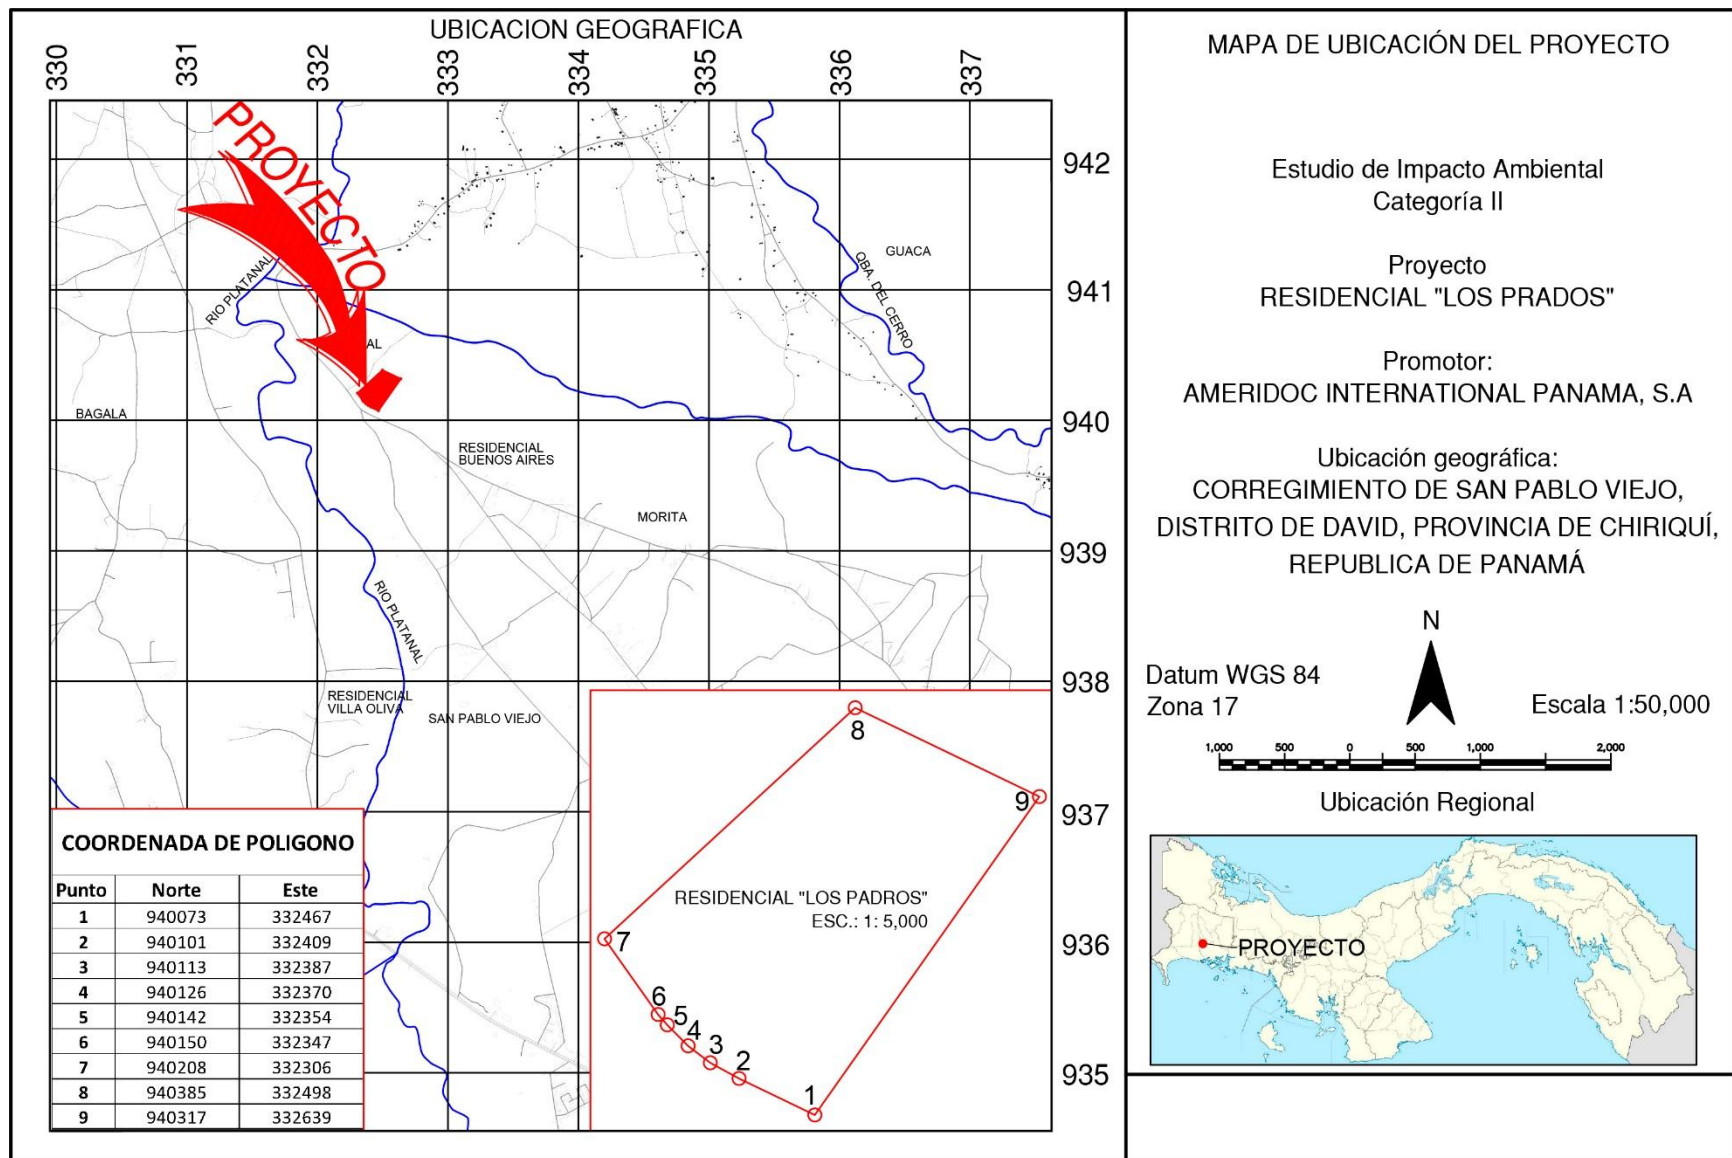 UBICACION GEOGRAFICA
330 331 332 333 334 335 336 337
942
941
940
939
938
937
936
935
PROYECTO
RIO PLATANAL
AL
QBA. DEL CERRO
GUACA
BAGALA
RESIDENCIAL
BUENOS AIRES
MORITA
RIO PLATANAL
RESIDENCIAL
VILLA OLIVA
SAN PABLO VIEJO
COORDENADA DE POLIGONO
Punto Norte Este
1 940073 332467
2 940101 332409
3 940113 332387
4 940126 332370
5 940142 332354
6 940150 332347
7 940208 332306
8 940385 332498
9 940317 332639
8
9
RESIDENCIAL "LOS PADROS"
ESC.: 1: 5,000
7
6
5
4
3
2
1
MAPA DE UBICACIÓN DEL PROYECTO
Estudio de Impacto Ambiental
Categoría II
Proyecto
RESIDENCIAL "LOS PRADOS"
Promotor:
AMERIDOC INTERNATIONAL PANAMA, S.A
Ubicación geográfica:
CORREGIMIENTO DE SAN PABLO VIEJO,
DISTRITO DE DAVID, PROVINCIA DE CHIRIQUÍ,
REPUBLICA DE PANAMÁ
N
Datum WGS 84
Zona 17
Escala 1:50,000
1,000 500 0 500 1,000 2,000
Ubicación Regional
PROYECTO